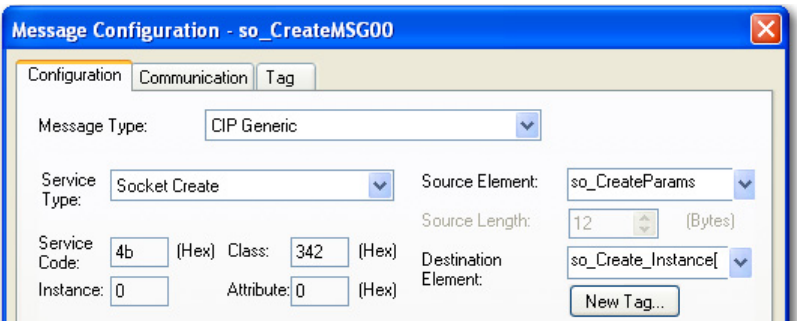 Message Configuration - so_CreateMSG00
Configuration Communication Tag
Message Type: CIP Generic
Service Type: Socket Create
Source Element: so_CreateParams
Source Length: 12 (Bytes)
Service Code: 4b (Hex) Class: 342 (Hex)
Destination Element: so_Create_Instance[
Instance: 0 Attribute: 0 (Hex)
New Tag...